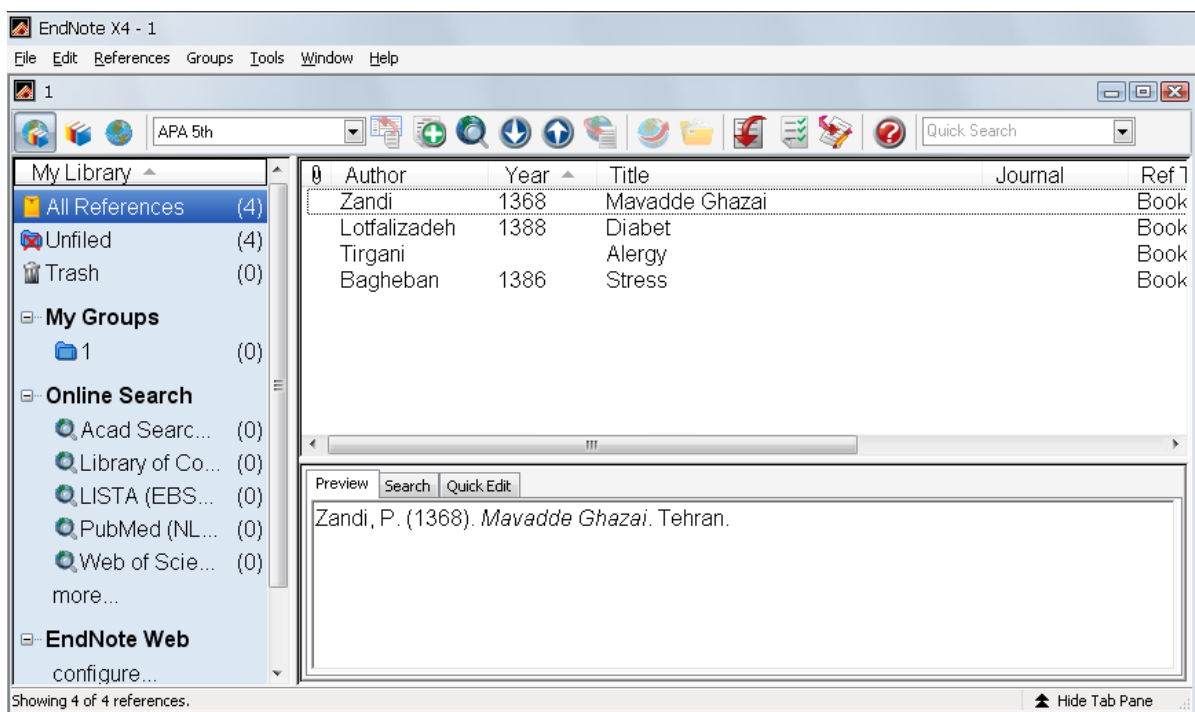 EndNote X4 - 1
File Edit References Groups Tools Window Help
1
APA 5th
Quick Search
My Library
All References (4)
Unfiled (4)
Trash (0)
My Groups
1 (0)
Online Search
Acad Searc... (0)
Library of Co... (0)
LISTA (EBS... (0)
PubMed (NL... (0)
Web of Scie... (0)
more...
EndNote Web
configure...
Author Year Title Journal Ref T
Zandi 1368 Mavadde Ghazai Book
Lotfalizadeh 1388 Diabet Book
Tirgani Alergy Book
Bagheban 1386 Stress Book
Preview Search Quick Edit
Zandi, P. (1368). Mavadde Ghazai. Tehran.
Showing 4 of 4 references.
Hide Tab Pane